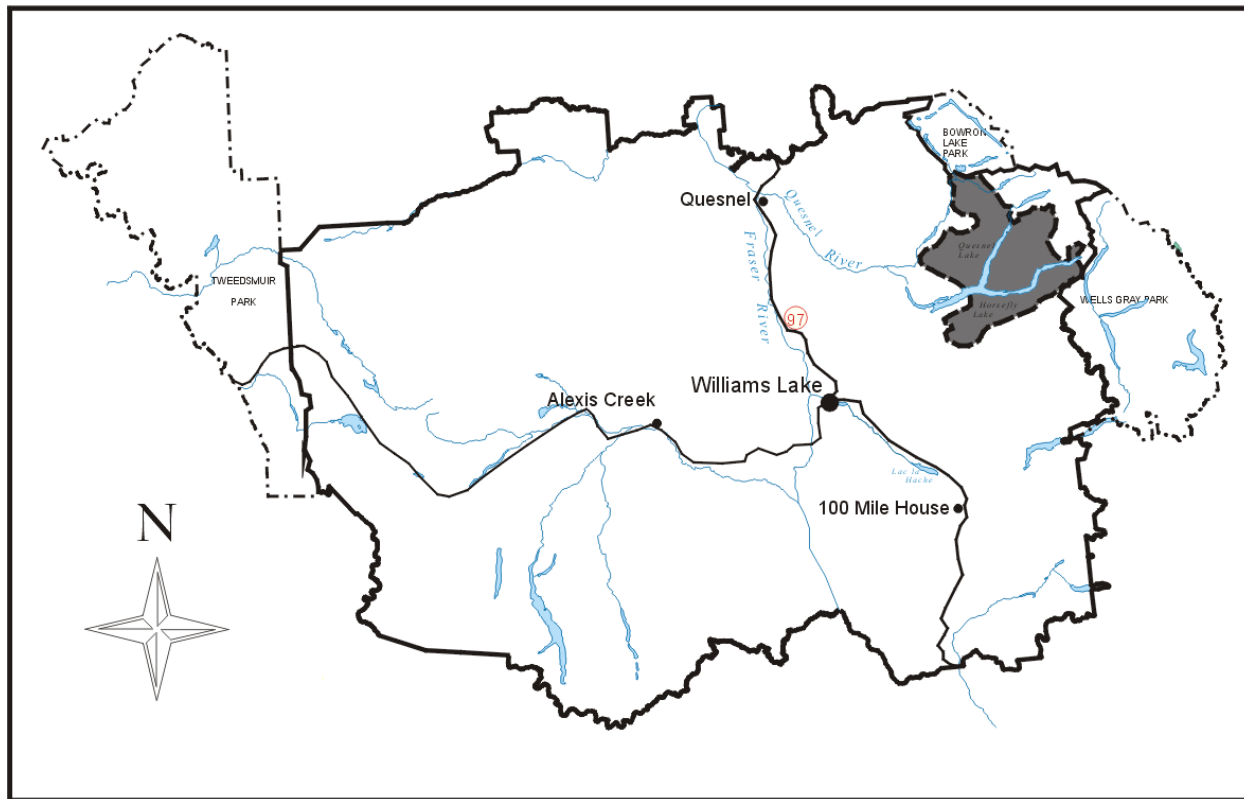 BOWRON
LAKE
PARK
Quesnel
Quesnel
River
Quesnel
Lake
Fraser
River
TWEEDSMUIR
PARK
WELLS GRAY PARK
Horsefly
Lake
97
Williams Lake
Alexis Creek
Lac la
Hache
100 Mile House
N